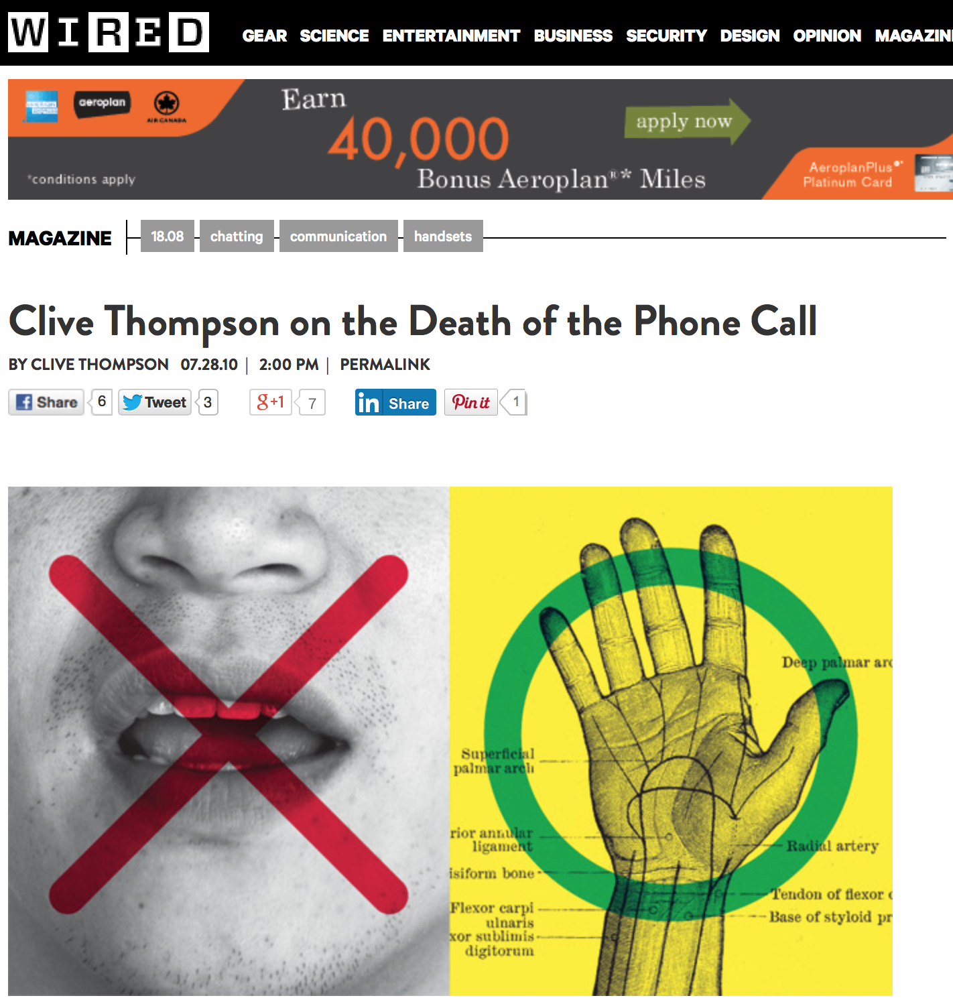 WIRED
GEAR SCIENCE ENTERTAINMENT BUSINESS SECURITY DESIGN OPINION MAGAZIN
aeroplan
AIR CANADA
Earn
40,000
Bonus Aeroplan®* Miles
*conditions apply
apply now
AeroplanPlus
Platinum Card
MAGAZINE
18.08 chatting communication handsets
Clive Thompson on the Death of the Phone Call
BY CLIVE THOMPSON 07.28.10 | 2:00 PM | PERMALINK
Share 6 Tweet 3 g+1 7 in Share Pin it 1
Deep palmar arc
Superficial
palmar arch
rior annular
ligament
isiform bone
Flexor carpi
ulnaris
xor sublimis
digitorum
Radial artery
Tendon of flexor c
Base of styloid pr